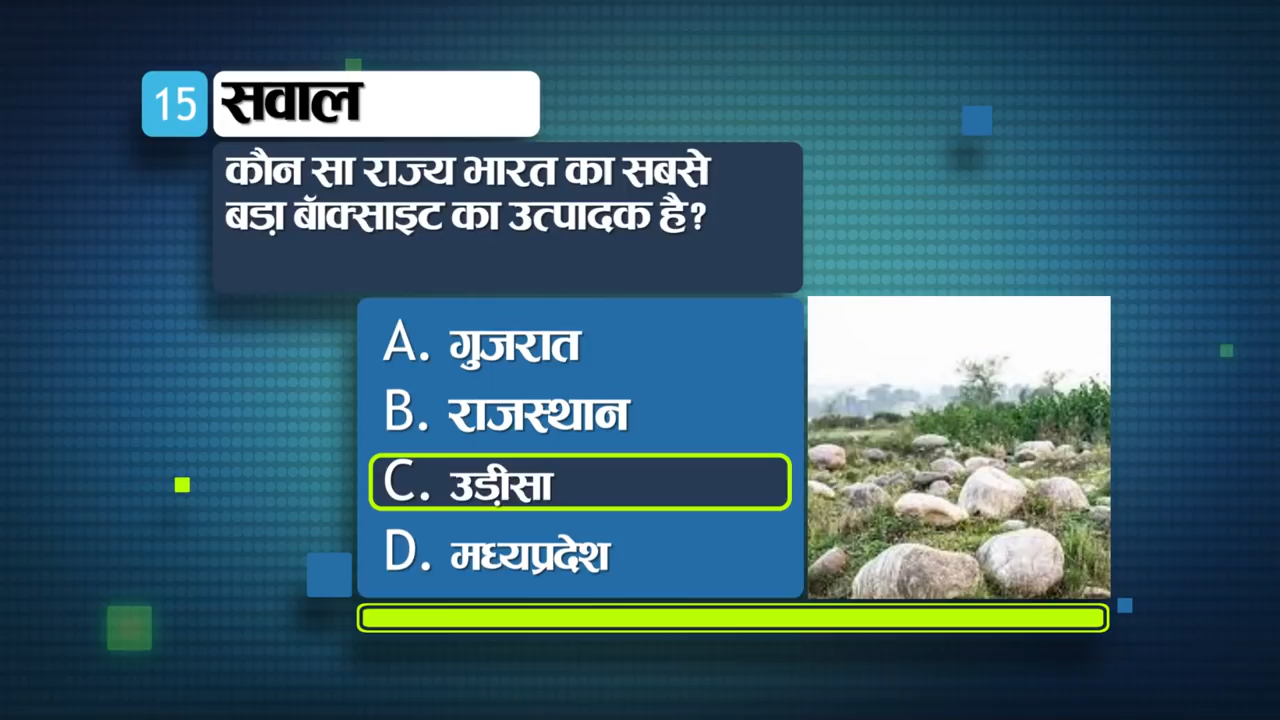 15 सवाल
कौन सा राज्य भारत का सबसे
बड़ा बॉक्साइट का उत्पादक है?
A. गुजरात
B. राजस्थान
C. उड़ीसा
D. मध्यप्रदेश